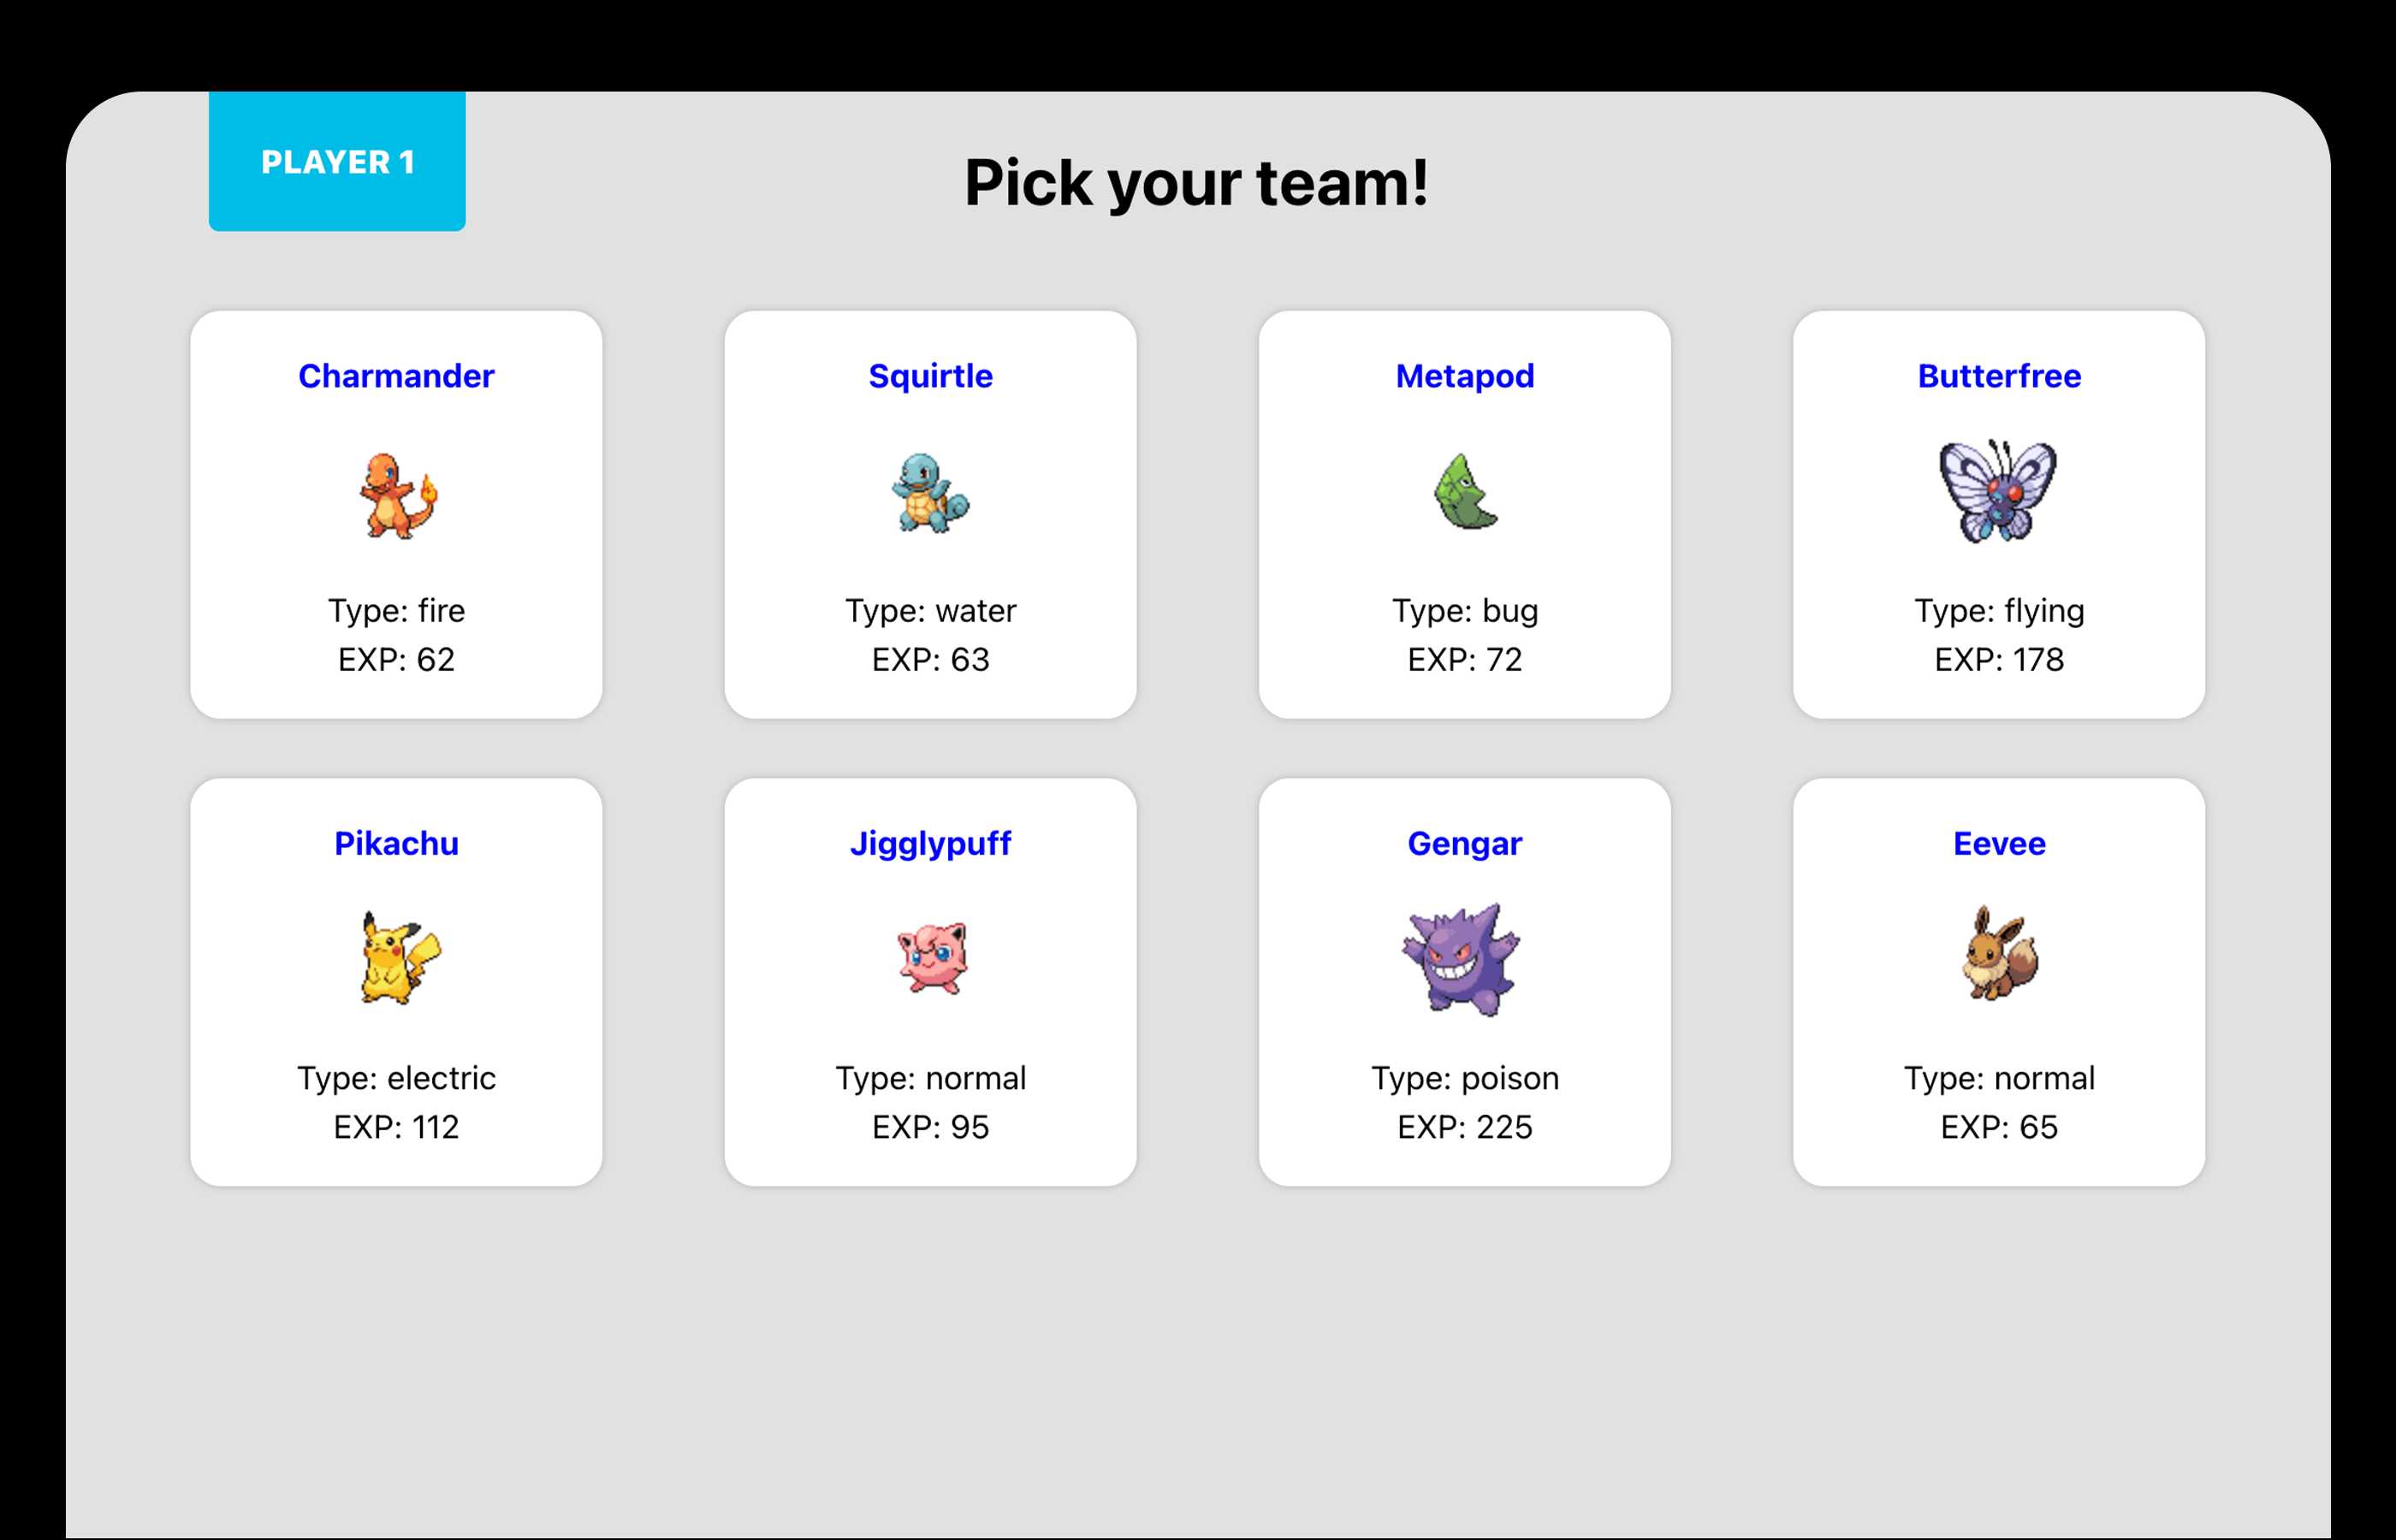 PLAYER 1
Pick your team!
Charmander
Type: fire
EXP: 62
Squirtle
Type: water
EXP: 63
Metapod
Type: bug
EXP: 72
Butterfree
Type: flying
EXP: 178
Pikachu
Type: electric
EXP: 112
Jigglypuff
Type: normal
EXP: 95
Gengar
Type: poison
EXP: 225
Eevee
Type: normal
EXP: 65